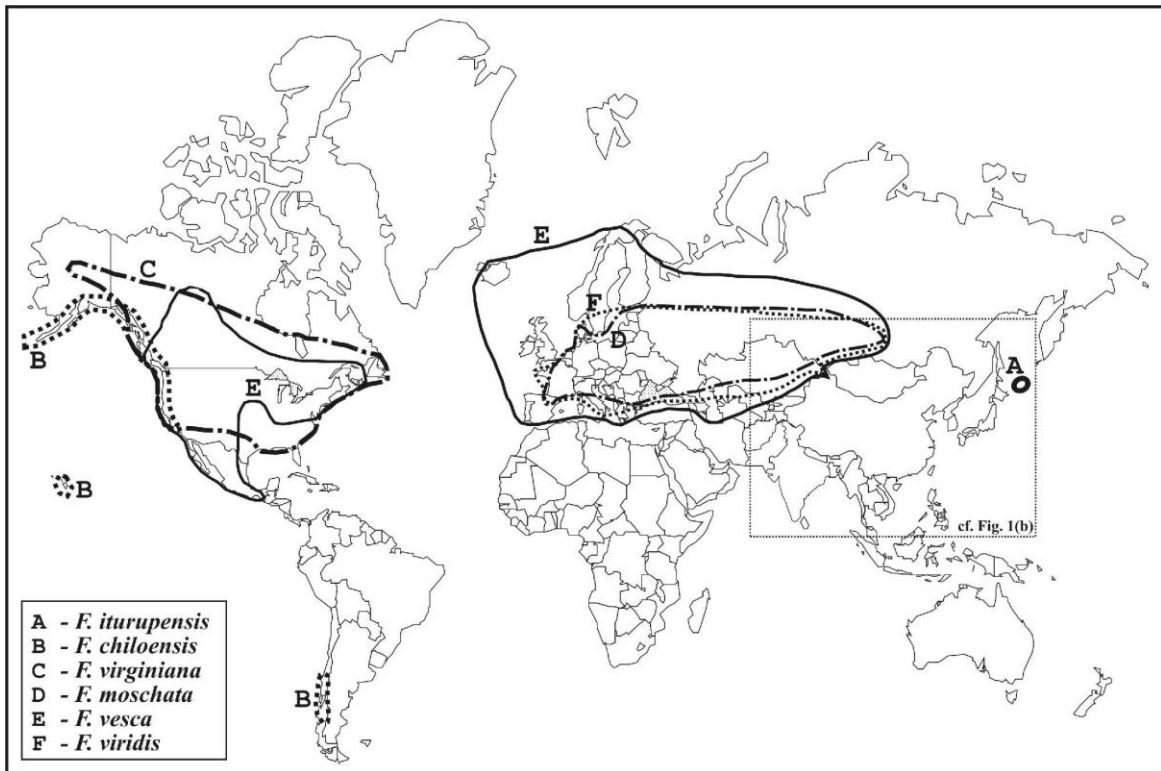 E
C
F
B
D
A
E
B
cf. Fig. 1(b)
B
A - F. iturupensis
B - F. chiloensis
C - F. virginiana
D - F. moschata
E - F. vesca
F - F. viridis